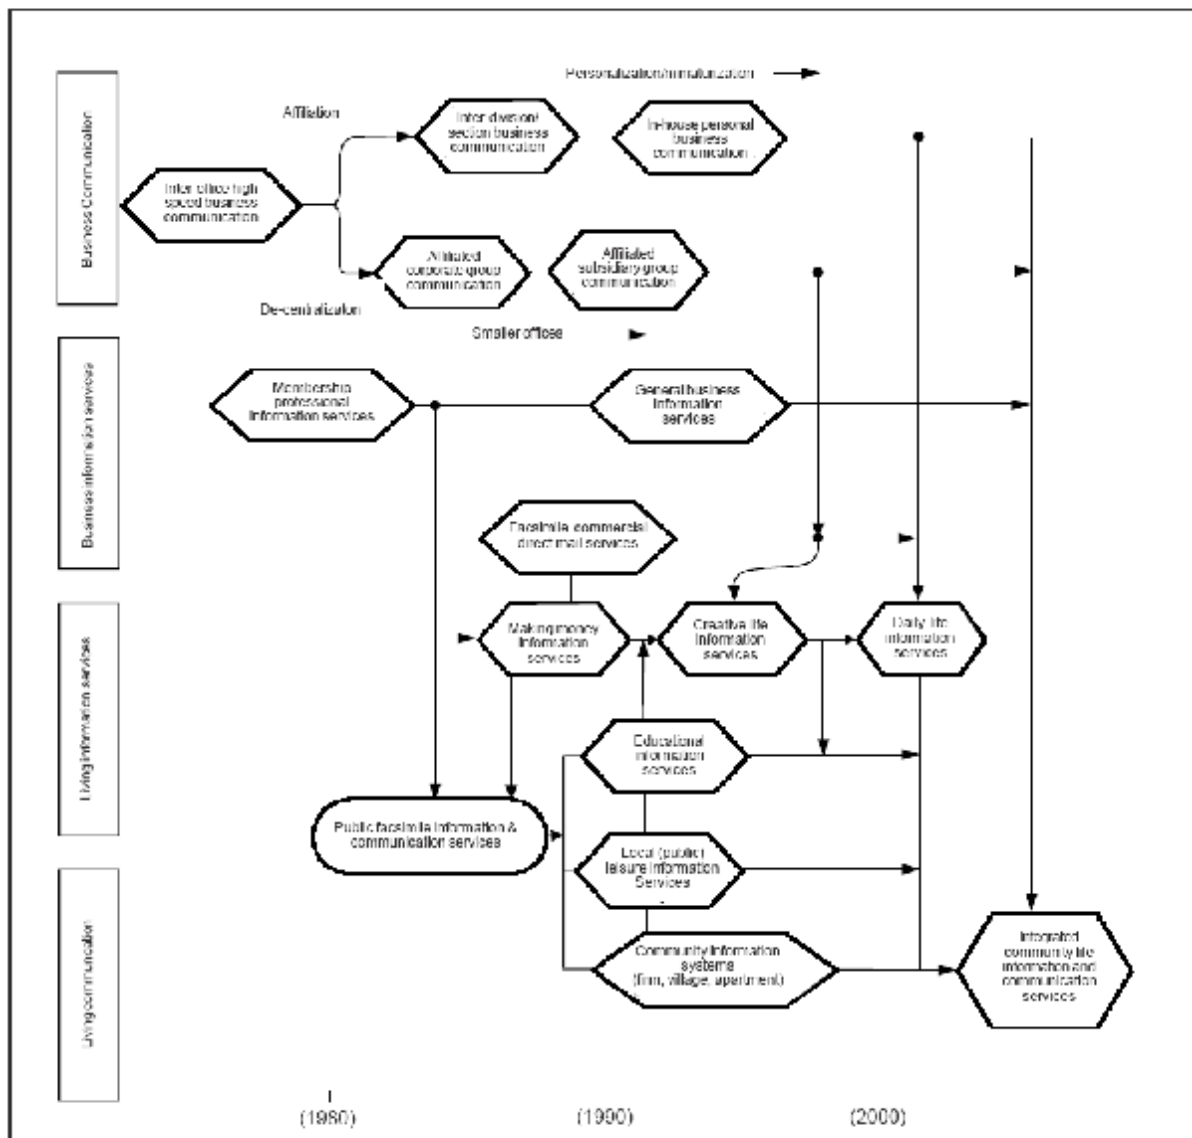 Personalization/nimaturization
Affiliation
Business Communication
Inter division/
section business
communication
In-house personal
business
communication
Inter office high
speed business
communication
Affiliated
corporate group
communication
Affiliated
subsidiary group
communication
De-centralizaton
Smaller offices
Business information services
Membership
professional
information services
General business
information
services
Facsimile commercial
direct mail services
Living information services
Making money
information
services
Creative life
information
services
Daily life
information
services
Educational
information
services
Public facsimile information &
communication services
Local (public)
leisure information
Services
Living communcation
Community information
systems
(firm, village, apartment)
Integrated
community life
information and
communication
services
(1980)
(1990)
(2000)